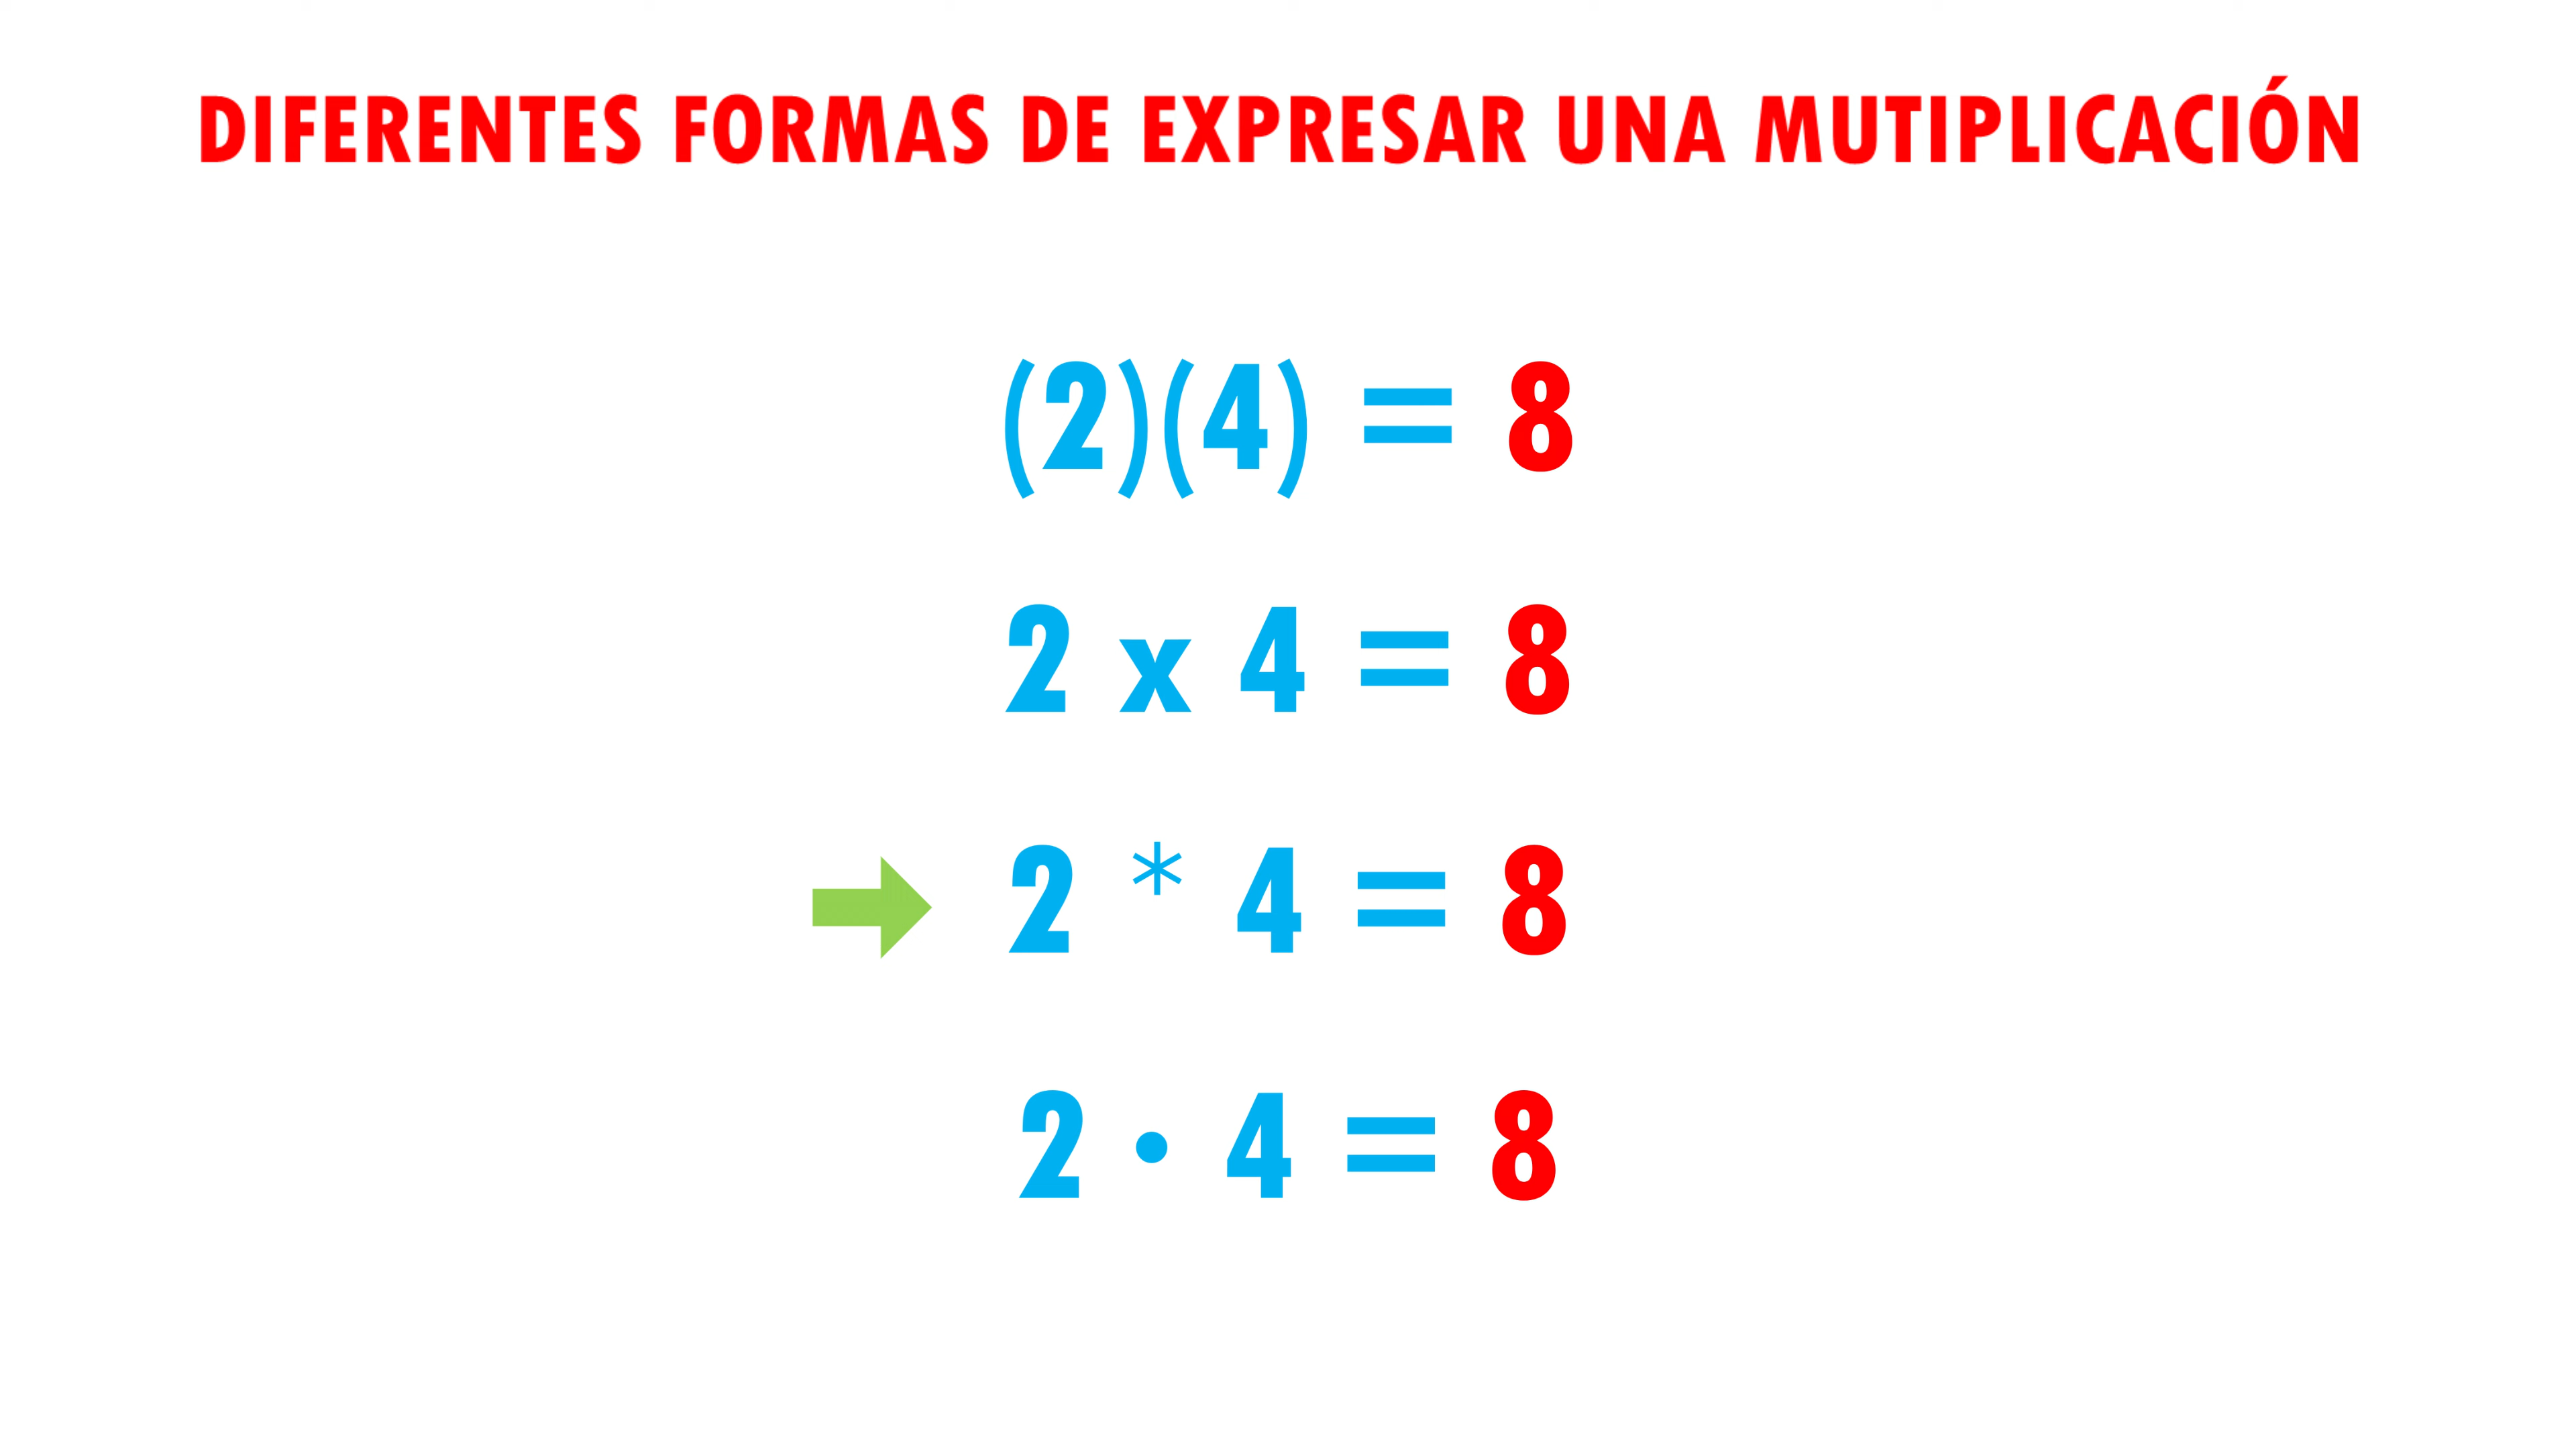 DIFERENTES FORMAS DE EXPRESAR UNA MUTIPLICACIÓN
(2)(4) = 8
2 x 4 = 8
2 * 4 = 8
2 · 4 = 8